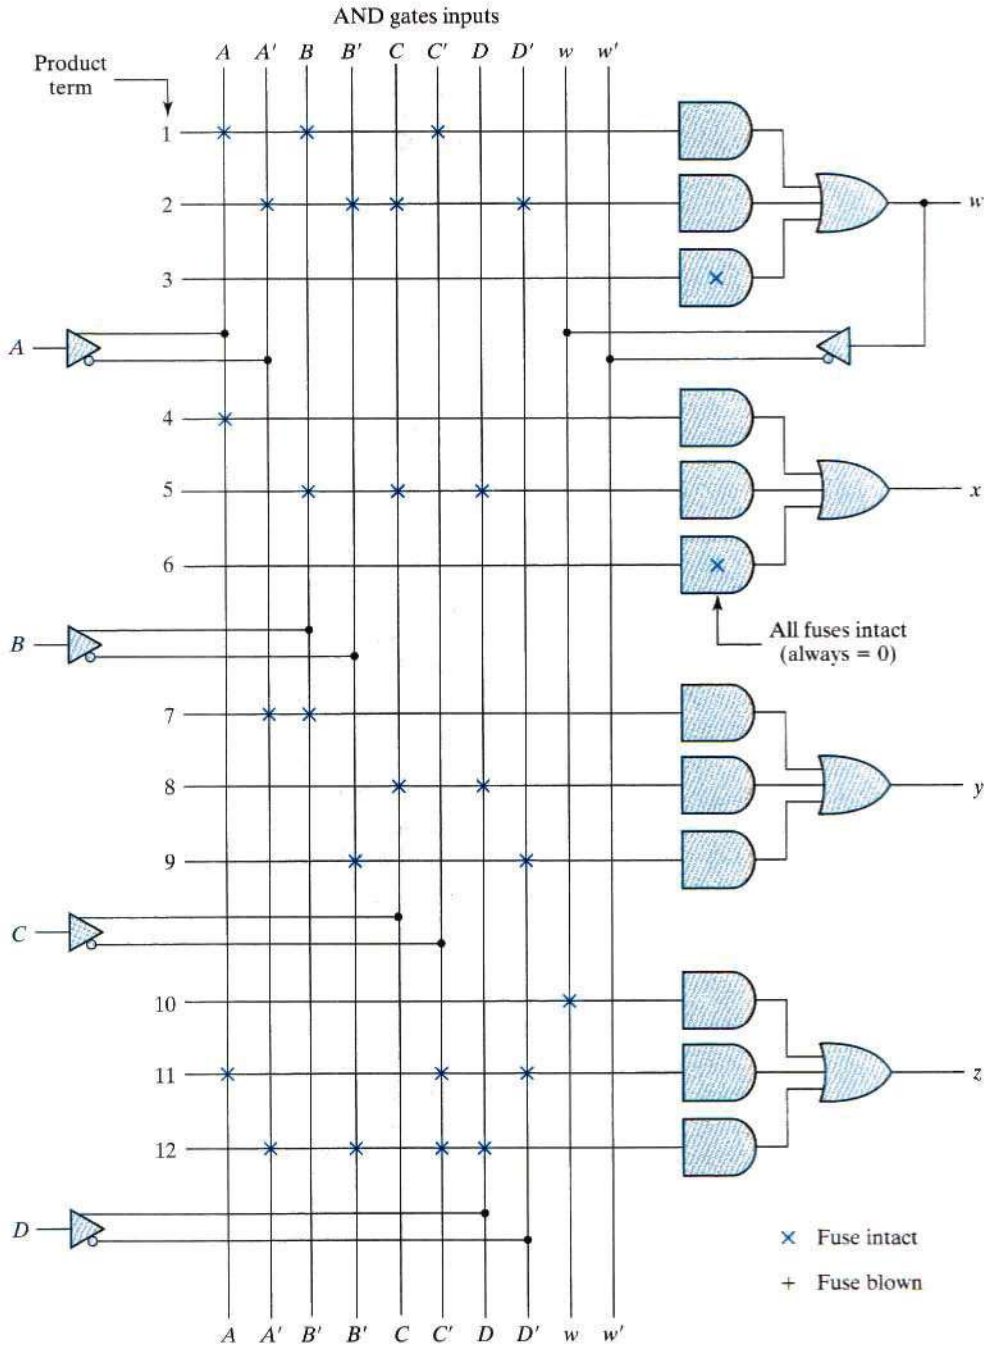 AND gates inputs
A A' B B' C C' D D' w w'
Product
term
1
2
w
3
A
4
5
x
6
All fuses intact
(always = 0)
B
7
8
y
9
C
10
11
z
12
D
× Fuse intact
+ Fuse blown
A A' B' B' C C' D D' w w'